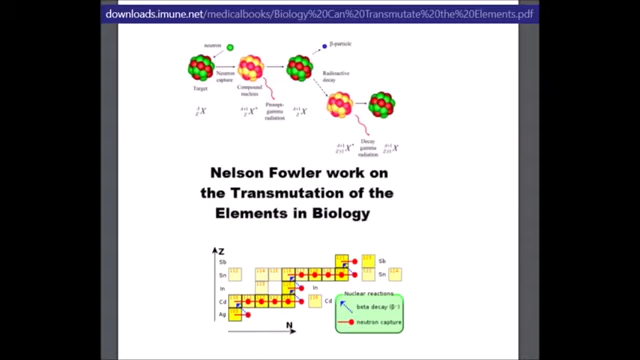 downloads.imune.net/medicalbooks/Biology%20Can%20Transmutate%20the%20Elements.pdf
neutron
β-particle
Neutron
capture
Radioactive
decay
Target
Compound
nucleus
Prompt-
gamma
radiation
Decay
gamma
radiation
Nelson Fowler work on
the Transmutation of the
Elements in Biology
Z
Sb
Sn
In
Cd
Ag
N
Sb
Sn
In
Cd
Nuclear reactions
beta decay (β⁻)
neutron capture